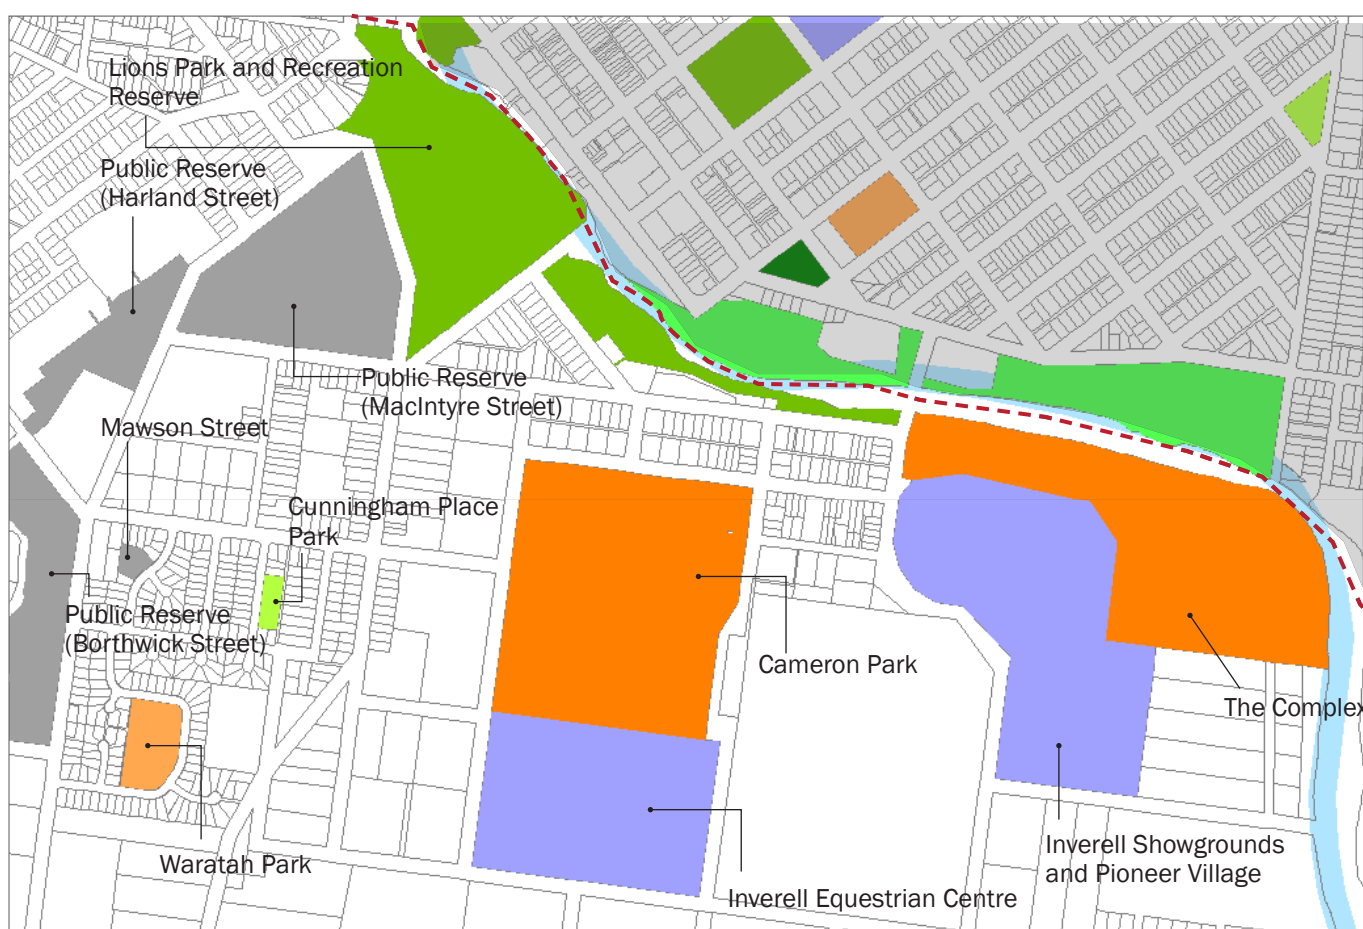 Lions Park and Recreation
Reserve
Public Reserve
(Harland Street)
Public Reserve
(MacIntyre Street)
Mawson Street
Cunningham Place
Park
Public Reserve
(Borthwick Street)
Cameron Park
The Complex
Waratah Park
Inverell Showgrounds
and Pioneer Village
Inverell Equestrian Centre